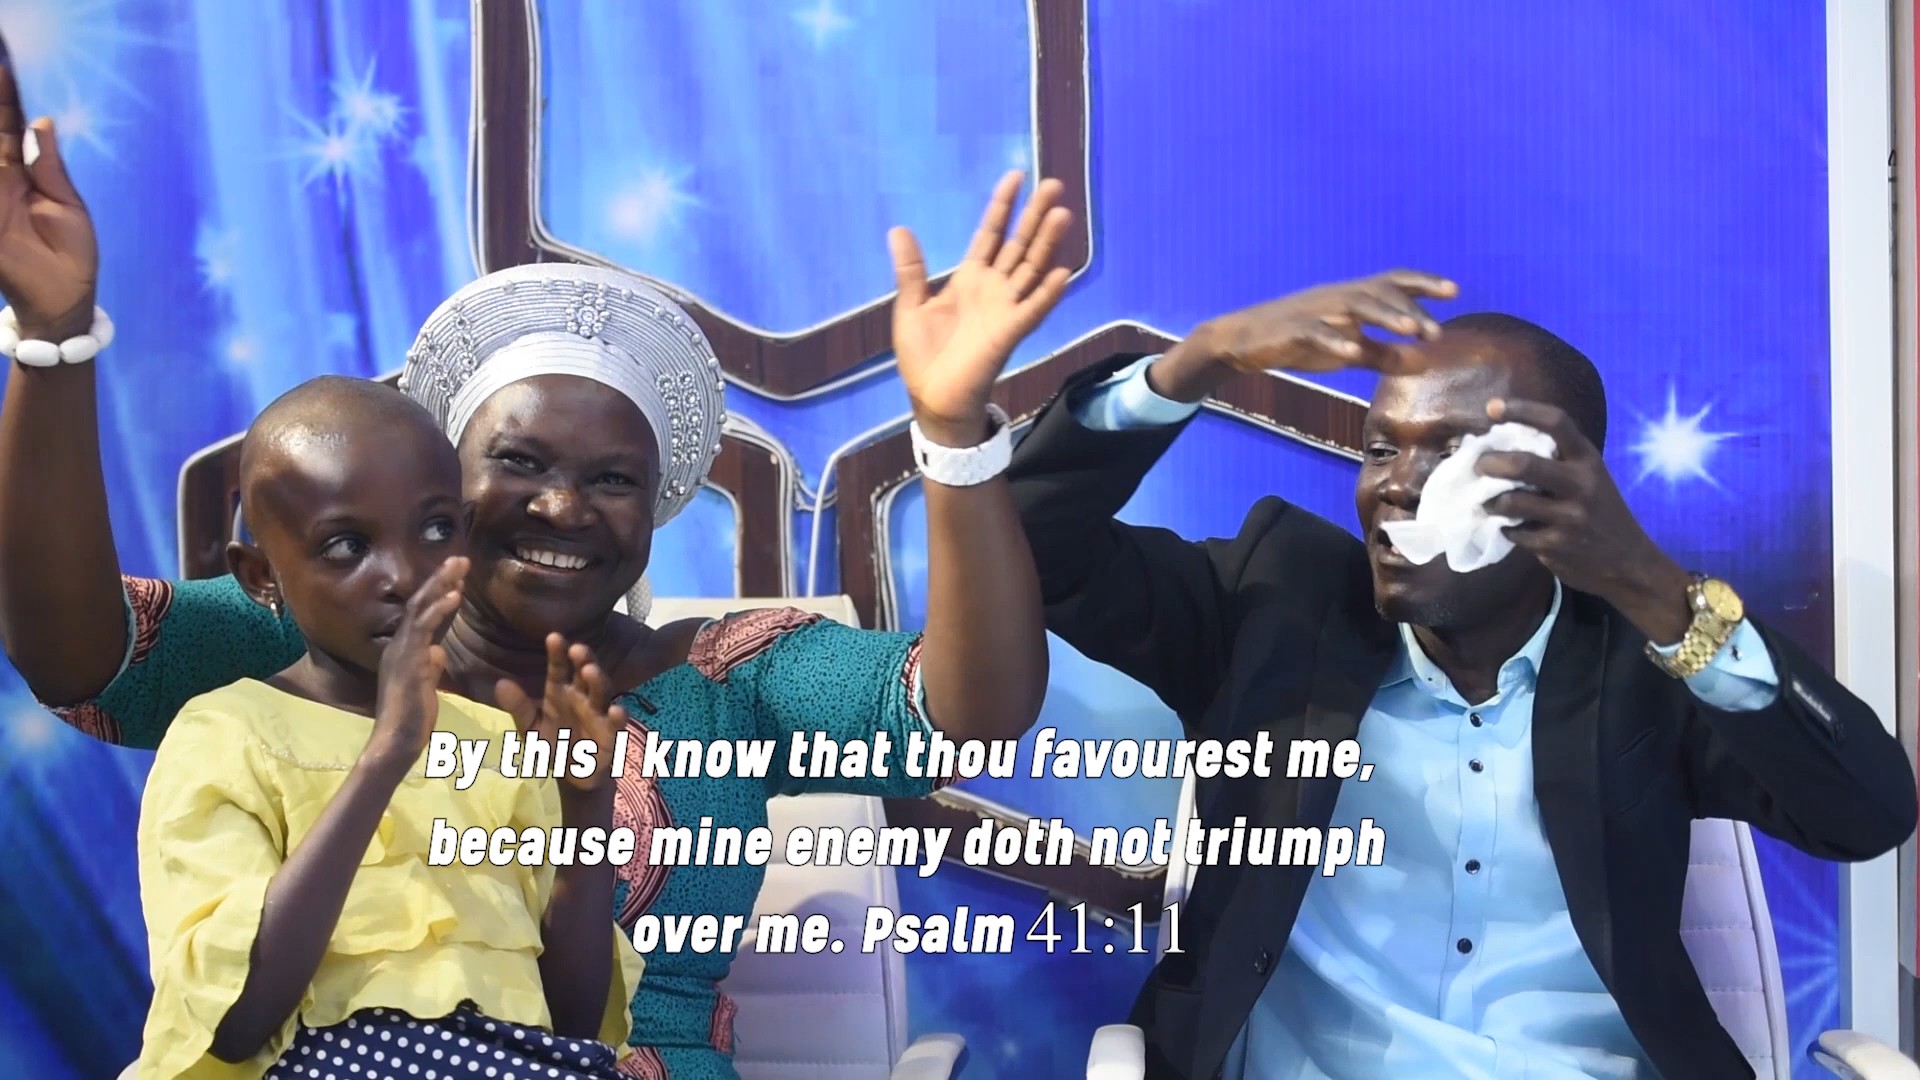 By this I know that thou favourest me,
because mine enemy doth not triumph
over me. Psalm 41:11